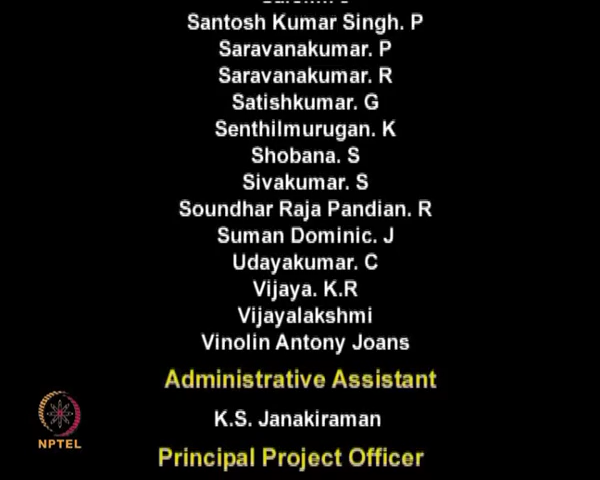 Santosh Kumar Singh. P
Saravanakumar. P
Saravanakumar. R
Satishkumar. G
Senthilmurugan. K
Shobana. S
Sivakumar. S
Soundhar Raja Pandian. R
Suman Dominic. J
Udayakumar. C
Vijaya. K.R
Vijayalakshmi
Vinolin Antony Joans
Administrative Assistant
K.S. Janakiraman
NPTEL
Principal Project Officer